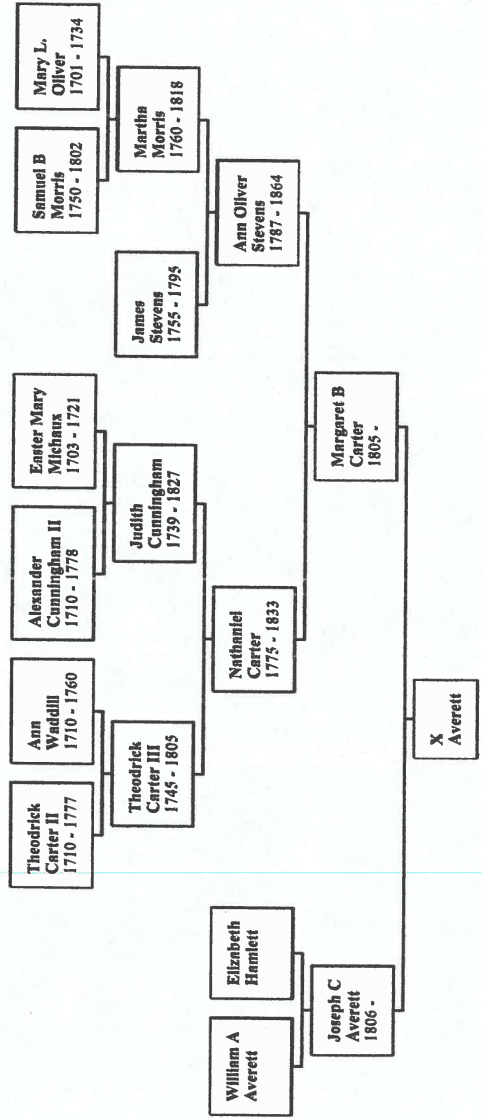 Theodrick
Carter II
1710 - 1777
Ann
Waddill
1710 - 1760
Alexander
Cunningham II
1710 - 1778
Easter Mary
Michaux
1703 - 1721
Samuel B
Morris
1750 - 1802
Mary L.
Oliver
1701 - 1734
Theodrick
Carter III
1745 - 1805
Judith
Cunningham
1739 - 1827
James
Stevens
1755 - 1795
Martha
Morris
1760 - 1818
William A
Averett
Elizabeth
Hamlett
Nathaniel
Carter
1775 - 1833
Ann Oliver
Stevens
1787 - 1864
Joseph C
Averett
1806 -
Margaret B
Carter
1805 -
X
Averett